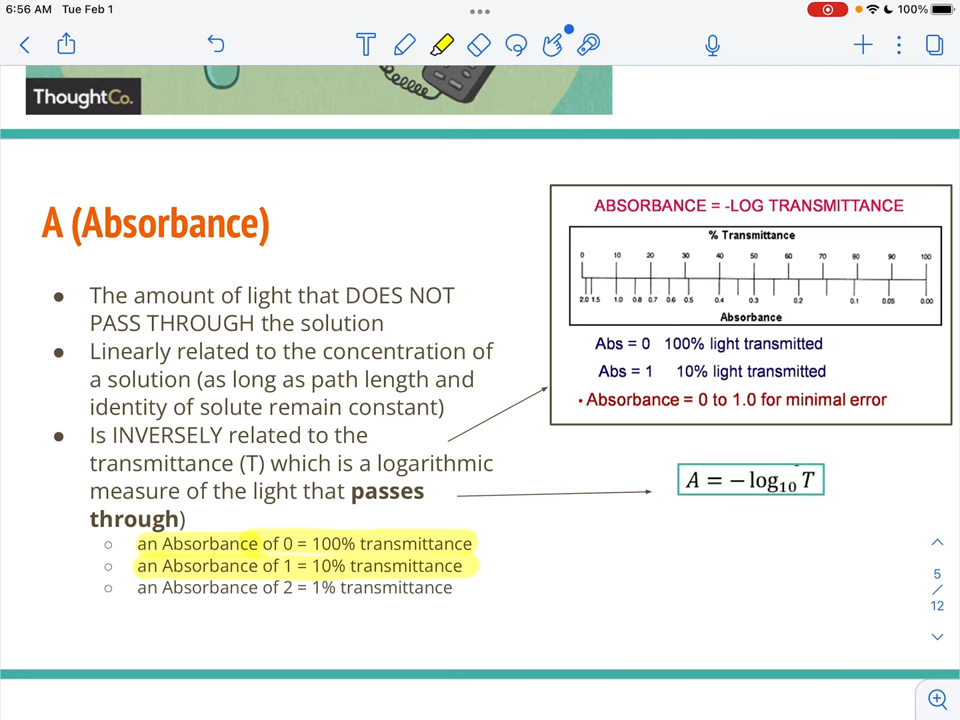 6:56 AM Tue Feb 1
100%
T
ThoughtCo.
A (Absorbance)
● The amount of light that DOES NOT
PASS THROUGH the solution
● Linearly related to the concentration of
a solution (as long as path length and
identity of solute remain constant)
● Is INVERSELY related to the
transmittance (T) which is a logarithmic
measure of the light that passes
through)
○ an Absorbance of 0 = 100% transmittance
○ an Absorbance of 1 = 10% transmittance
○ an Absorbance of 2 = 1% transmittance
ABSORBANCE = -LOG TRANSMITTANCE
% Transmittance
0 10 20 30 40 50 60 70 80 90 100
2.0 1.5 1.0 0.8 0.7 0.6 0.5 0.4 0.3 0.2 0.1 0.05 0.00
Absorbance
Abs = 0 100% light transmitted
Abs = 1 10% light transmitted
• Absorbance = 0 to 1.0 for minimal error
A = − log₁₀ T
5
/
12